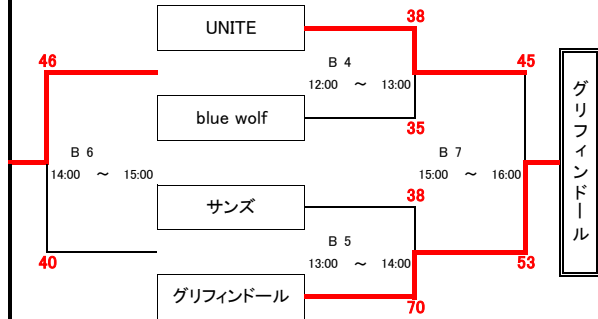 38
UNITE
46
B 4
45
12:00 ～ 13:00
blue wolf
35
B 6
B 7
14:00 ～ 15:00
15:00 ～ 16:00
38
サンズ
B 5
40
13:00 ～ 14:00
53
グリフィンドール
70
グリフィンドール